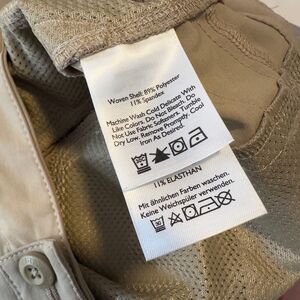 Woven Shell: 89% Polyester
11% Spandex
Machine Wash Cold Delicate With
Like Colors. Do Not Bleach. Do
Not Use Fabric Softeners. Tumble
Dry Low. Remove Promptly. Cool
Iron As Desired.
11% ELASTHAN
Mit ähnlichen Farben waschen.
Keine Weichspüler verwenden.